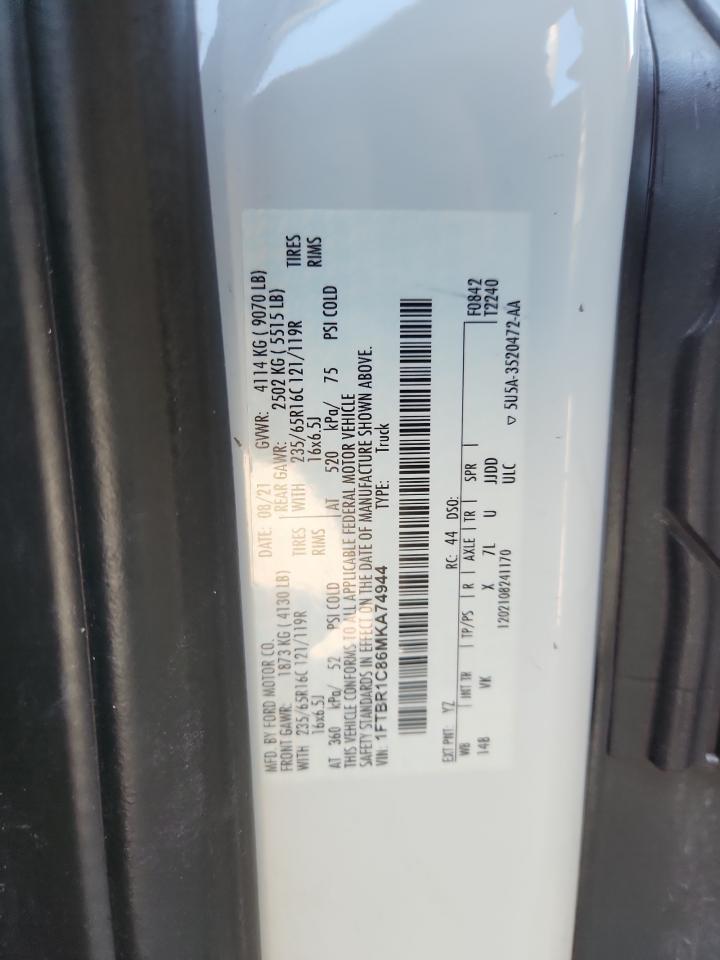 MFD. BY FORD MOTOR CO.
DATE: 08/21 GVWR: 4114 KG ( 9070 LB)
FRONT GAWR: 1873 KG ( 4130 LB) REAR GAWR: 2502 KG ( 5515 LB)
WITH 235/65R16C 121/119R TIRES WITH 235/65R16C 121/119R TIRES
16x6.5J RIMS 16x6.5J RIMS
AT 360 kPa/ 52 PSI COLD AT 520 kPa/ 75 PSI COLD
THIS VEHICLE CONFORMS TO ALL APPLICABLE FEDERAL MOTOR VEHICLE
SAFETY STANDARDS IN EFFECT ON THE DATE OF MANUFACTURE SHOWN ABOVE.
VIN: 1FTBR1C86MKA74944 TYPE: Truck
EXT PNT: YZ RC: 44 DSO:
WB INT TR TP/PS R AXLE TR SPR F0842
148 VK X 7L U JJDD T2240
1202108241170 ULC
▽ 5U5A-3520472-AA